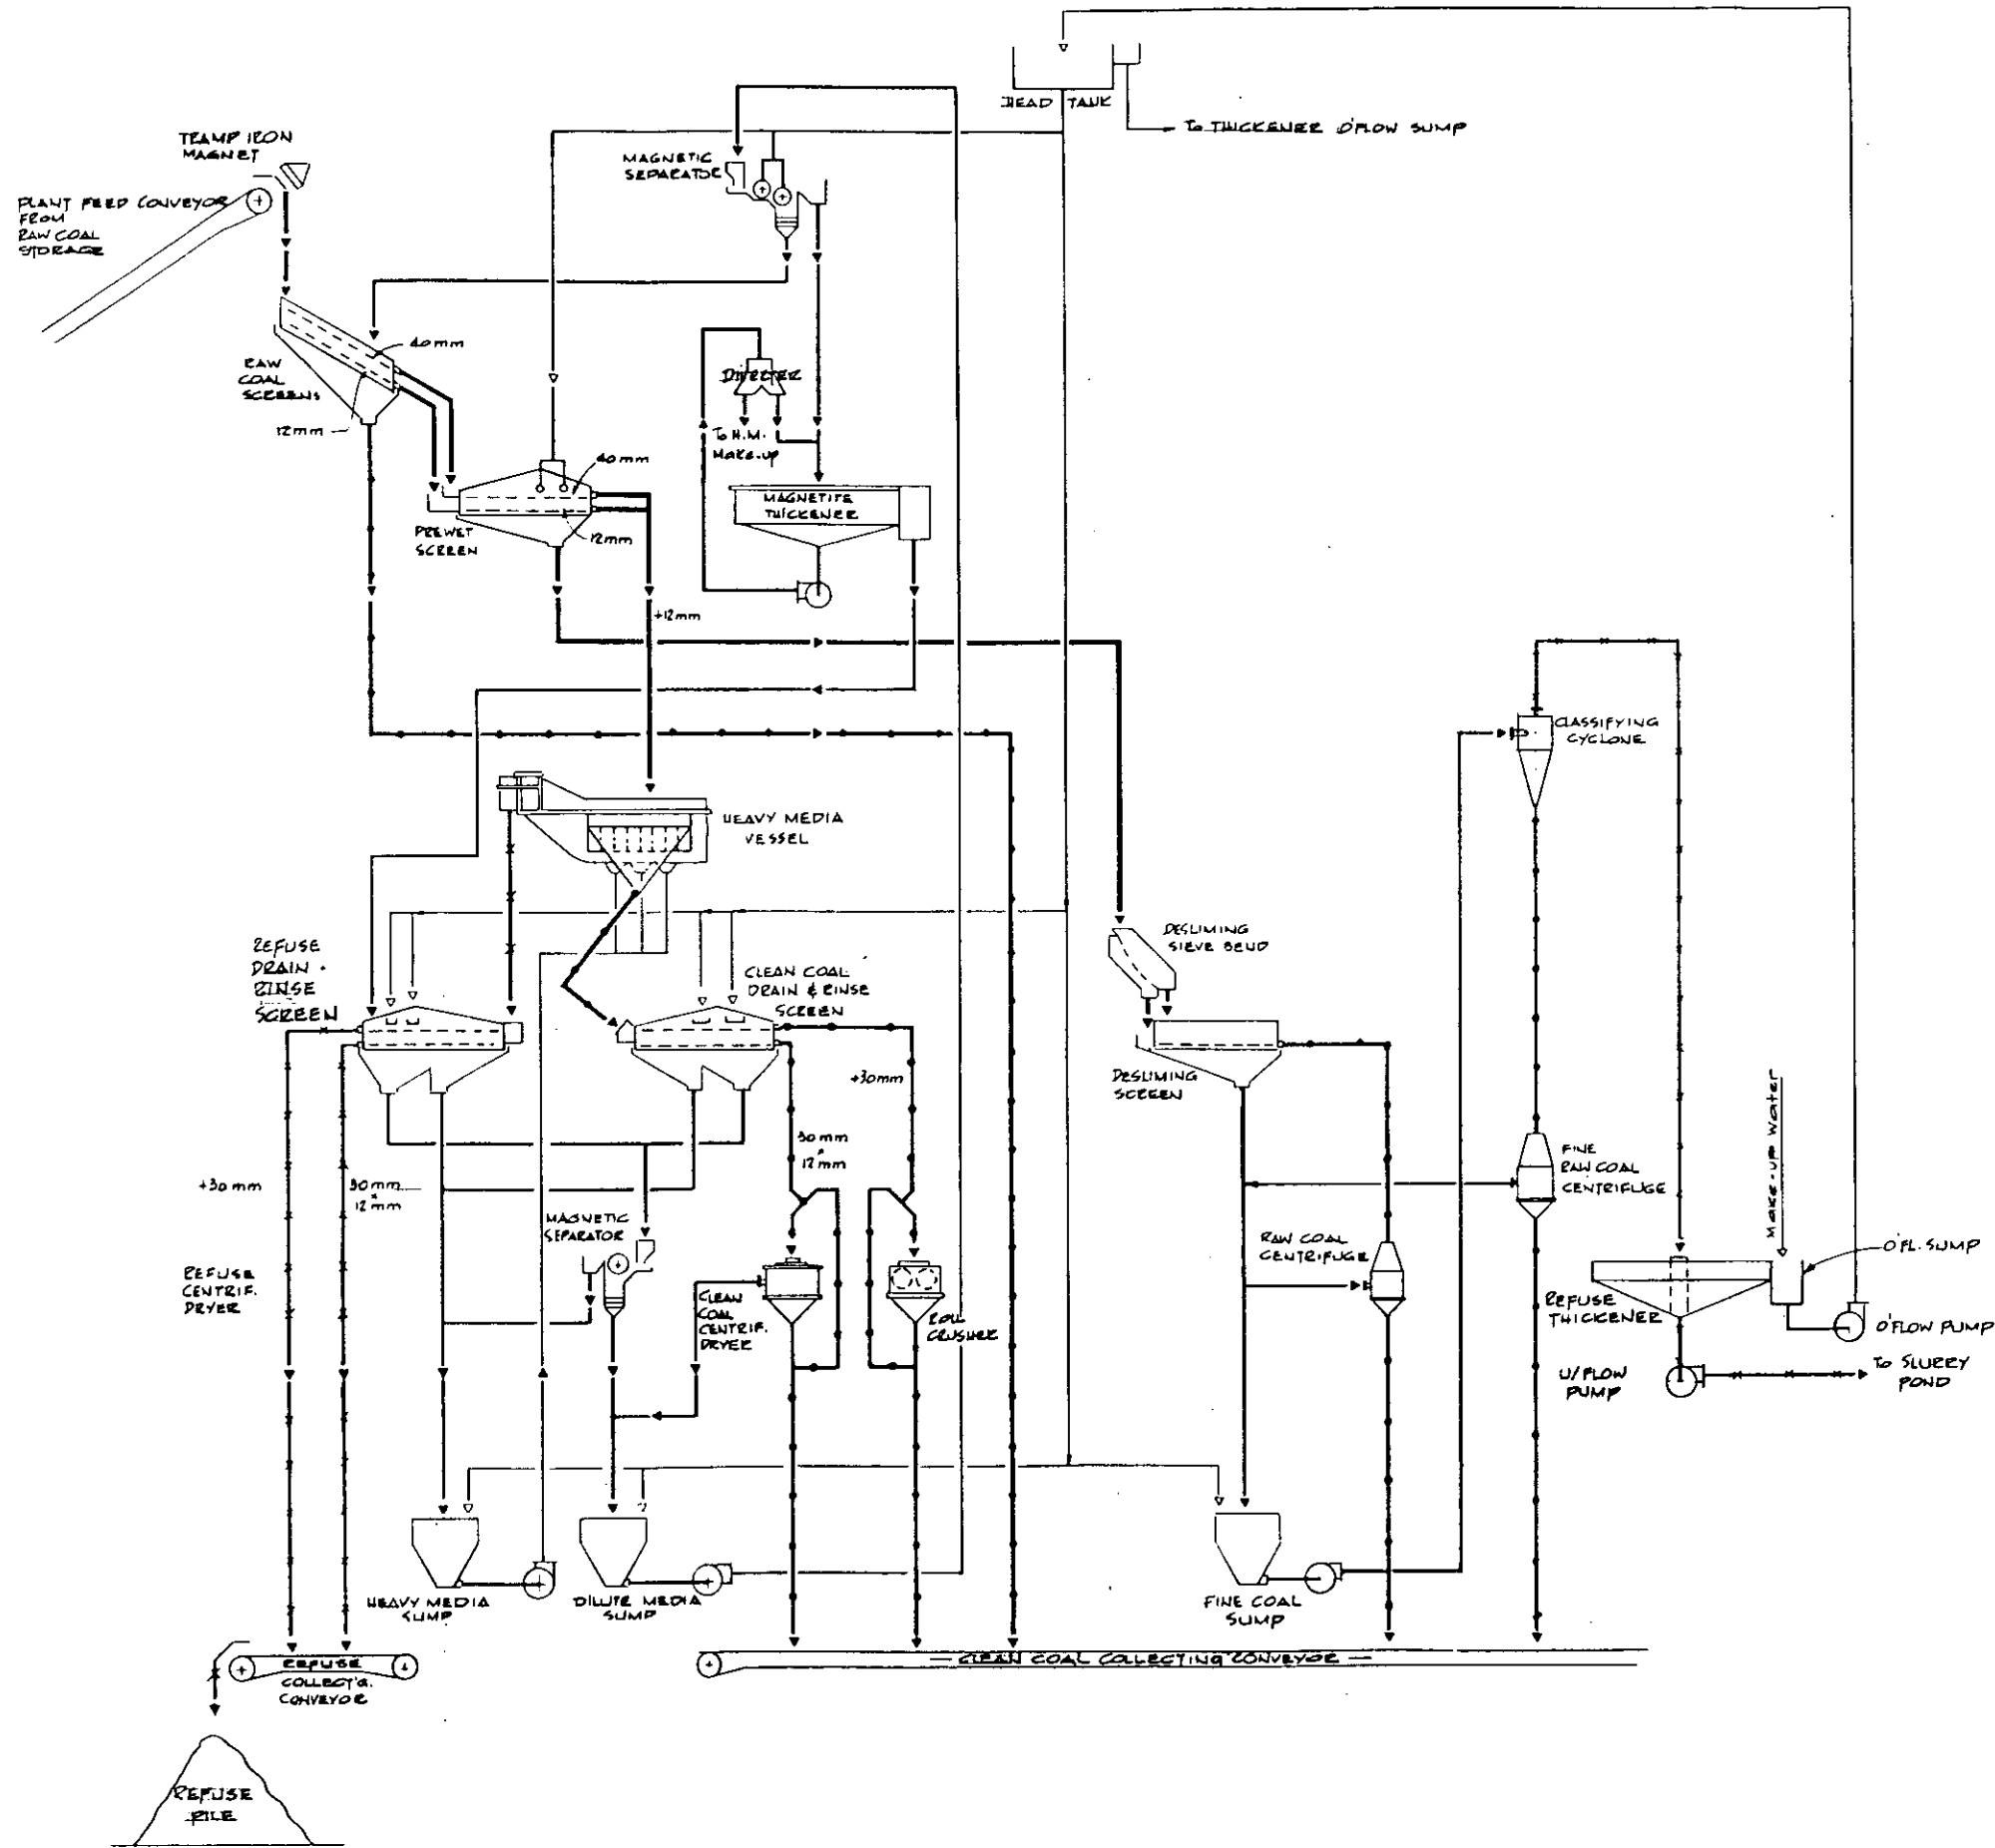 HEAD TANK
TO THICKENER O'FLOW SUMP
TRAMP IRON
MAGNET
PLANT FEED CONVEYOR
FROM
RAW COAL
STORAGE
MAGNETIC
SEPARATOR
40mm
RAW
COAL
SCREENS
12mm
DIVERTER
To H.M.
Make-up
40mm
MAGNETITE
THICKENER
PREWET
SCREEN
12mm
+12mm
CLASSIFYING
CYCLONE
HEAVY MEDIA
VESSEL
DESLIMING
SIEVE BEND
REFUSE
DRAIN &
RINSE
SCREEN
CLEAN COAL
DRAIN & RINSE
SCREEN
+30mm
DESLIMING
SCREEN
Make-up Water
30mm
x
12mm
FINE
RAW COAL
CENTRIFUGE
+30mm
30mm
x
12mm
MAGNETIC
SEPARATOR
RAW COAL
CENTRIFUGE
O'FL. SUMP
REFUSE
CENTRIF.
DRYER
CLEAN
COAL
CENTRIF.
DRYER
ROLL
CRUSHER
REFUSE
THICKENER
O'FLOW PUMP
U/FLOW
PUMP
To SLURRY
POND
HEAVY MEDIA
SUMP
DILUTE MEDIA
SUMP
FINE COAL
SUMP
REFUSE
COLLECT'G.
CONVEYOR
— CLEAN COAL COLLECTING CONVEYOR —
REFUSE
PILE